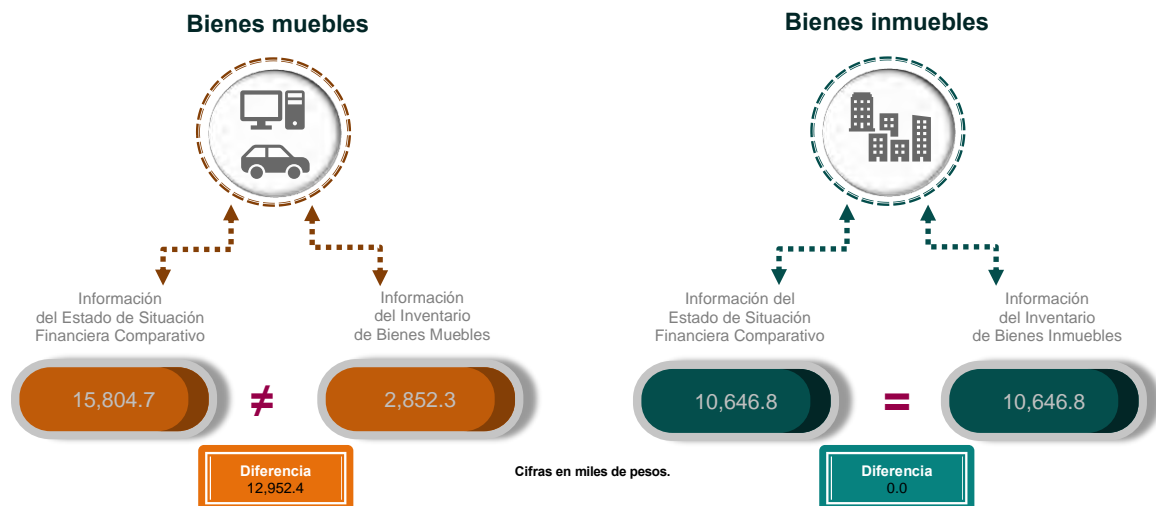 Bienes muebles
Información
del Estado de Situación
Financiera Comparativo
Información
del Inventario
de Bienes Muebles
15,804.7
≠
2,852.3
Diferencia
12,952.4
Cifras en miles de pesos.
Bienes inmuebles
Información del
Estado de Situación
Financiera Comparativo
Información
del Inventario
de Bienes Inmuebles
10,646.8
=
10,646.8
Diferencia
0.0